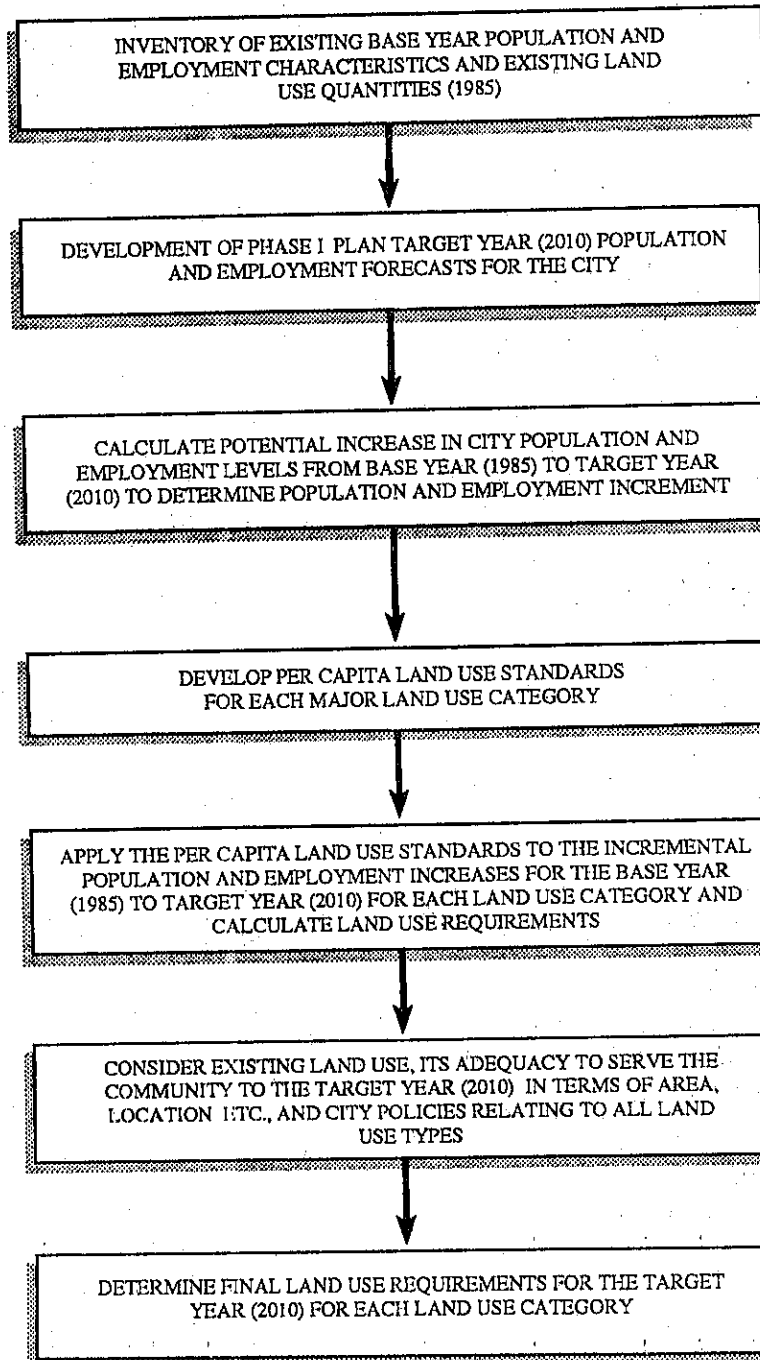 INVENTORY OF EXISTING BASE YEAR POPULATION AND
EMPLOYMENT CHARACTERISTICS AND EXISTING LAND
USE QUANTITIES (1985)
DEVELOPMENT OF PHASE I PLAN TARGET YEAR (2010) POPULATION
AND EMPLOYMENT FORECASTS FOR THE CITY
CALCULATE POTENTIAL INCREASE IN CITY POPULATION AND
EMPLOYMENT LEVELS FROM BASE YEAR (1985) TO TARGET YEAR
(2010) TO DETERMINE POPULATION AND EMPLOYMENT INCREMENT
DEVELOP PER CAPITA LAND USE STANDARDS
FOR EACH MAJOR LAND USE CATEGORY
APPLY THE PER CAPITA LAND USE STANDARDS TO THE INCREMENTAL
POPULATION AND EMPLOYMENT INCREASES FOR THE BASE YEAR
(1985) TO TARGET YEAR (2010) FOR EACH LAND USE CATEGORY AND
CALCULATE LAND USE REQUIREMENTS
CONSIDER EXISTING LAND USE, ITS ADEQUACY TO SERVE THE
COMMUNITY TO THE TARGET YEAR (2010) IN TERMS OF AREA,
LOCATION ETC., AND CITY POLICIES RELATING TO ALL LAND
USE TYPES
DETERMINE FINAL LAND USE REQUIREMENTS FOR THE TARGET
YEAR (2010) FOR EACH LAND USE CATEGORY